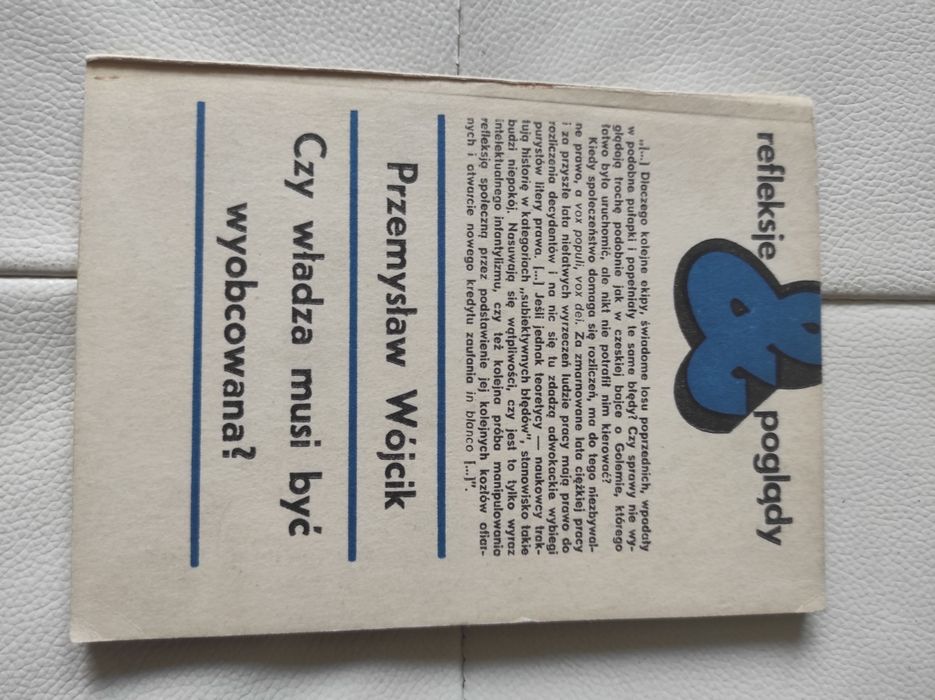 refleksje & poglądy
„[...] Dlaczego kolejne ekipy, świadome losu poprzednich, wpadały
w podobne pułapki i popełniały te same błędy? Czy sprawy nie wy-
glądają trochę podobnie jak w czeskiej bajce o Golemie, którego
łatwo było uruchomić, ale nikt nie potrafił nim kierować?
Kiedy społeczeństwo domaga się rozliczeń, ma do tego niezbywal-
ne prawo, a vox populi, vox dei. Za zmarnowane lata ciężkiej pracy
i za przyszłe lata niełatwych wyrzeczeń ludzie pracy mają prawo do
rozliczenia decydentów i na nic się tu zdadzą adwokackie wybiegi
purystów litery prawa. [...] Jeśli jednak teoretycy — naukowcy trak-
tują historię w kategoriach „subiektywnych błędów", stanowisko takie
budzi niepokój. Nasuwają się wątpliwości, czy jest to tylko wyraz
intelektualnego infantylizmu, czy też kolejna próba manipulowania
refleksją społeczną przez podstawienie jej kolejnych kozłów ofiar-
nych i otwarcie nowego kredytu zaufania in blanco [...]".
Przemysław Wójcik
Czy władza musi być
wyobcowana?